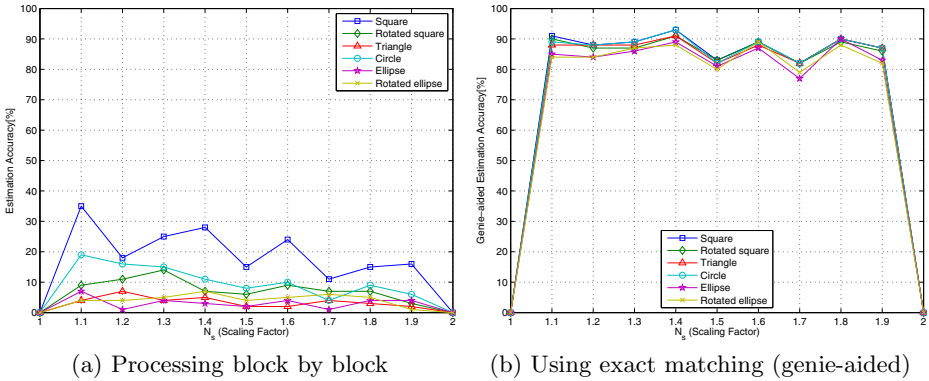 100
90
80
70
60
50
40
30
20
10
0
Estimation Accuracy[%]
Square
Rotated square
Triangle
Circle
Ellipse
Rotated ellipse
1 1.1 1.2 1.3 1.4 1.5 1.6 1.7 1.8 1.9 2
N_s (Scaling Factor)
(a) Processing block by block
100
90
80
70
60
50
40
30
20
10
0
Genie−aided Estimation Accuracy[%]
Square
Rotated square
Triangle
Circle
Ellipse
Rotated ellipse
1 1.1 1.2 1.3 1.4 1.5 1.6 1.7 1.8 1.9 2
N_s (Scaling Factor)
(b) Using exact matching (genie-aided)